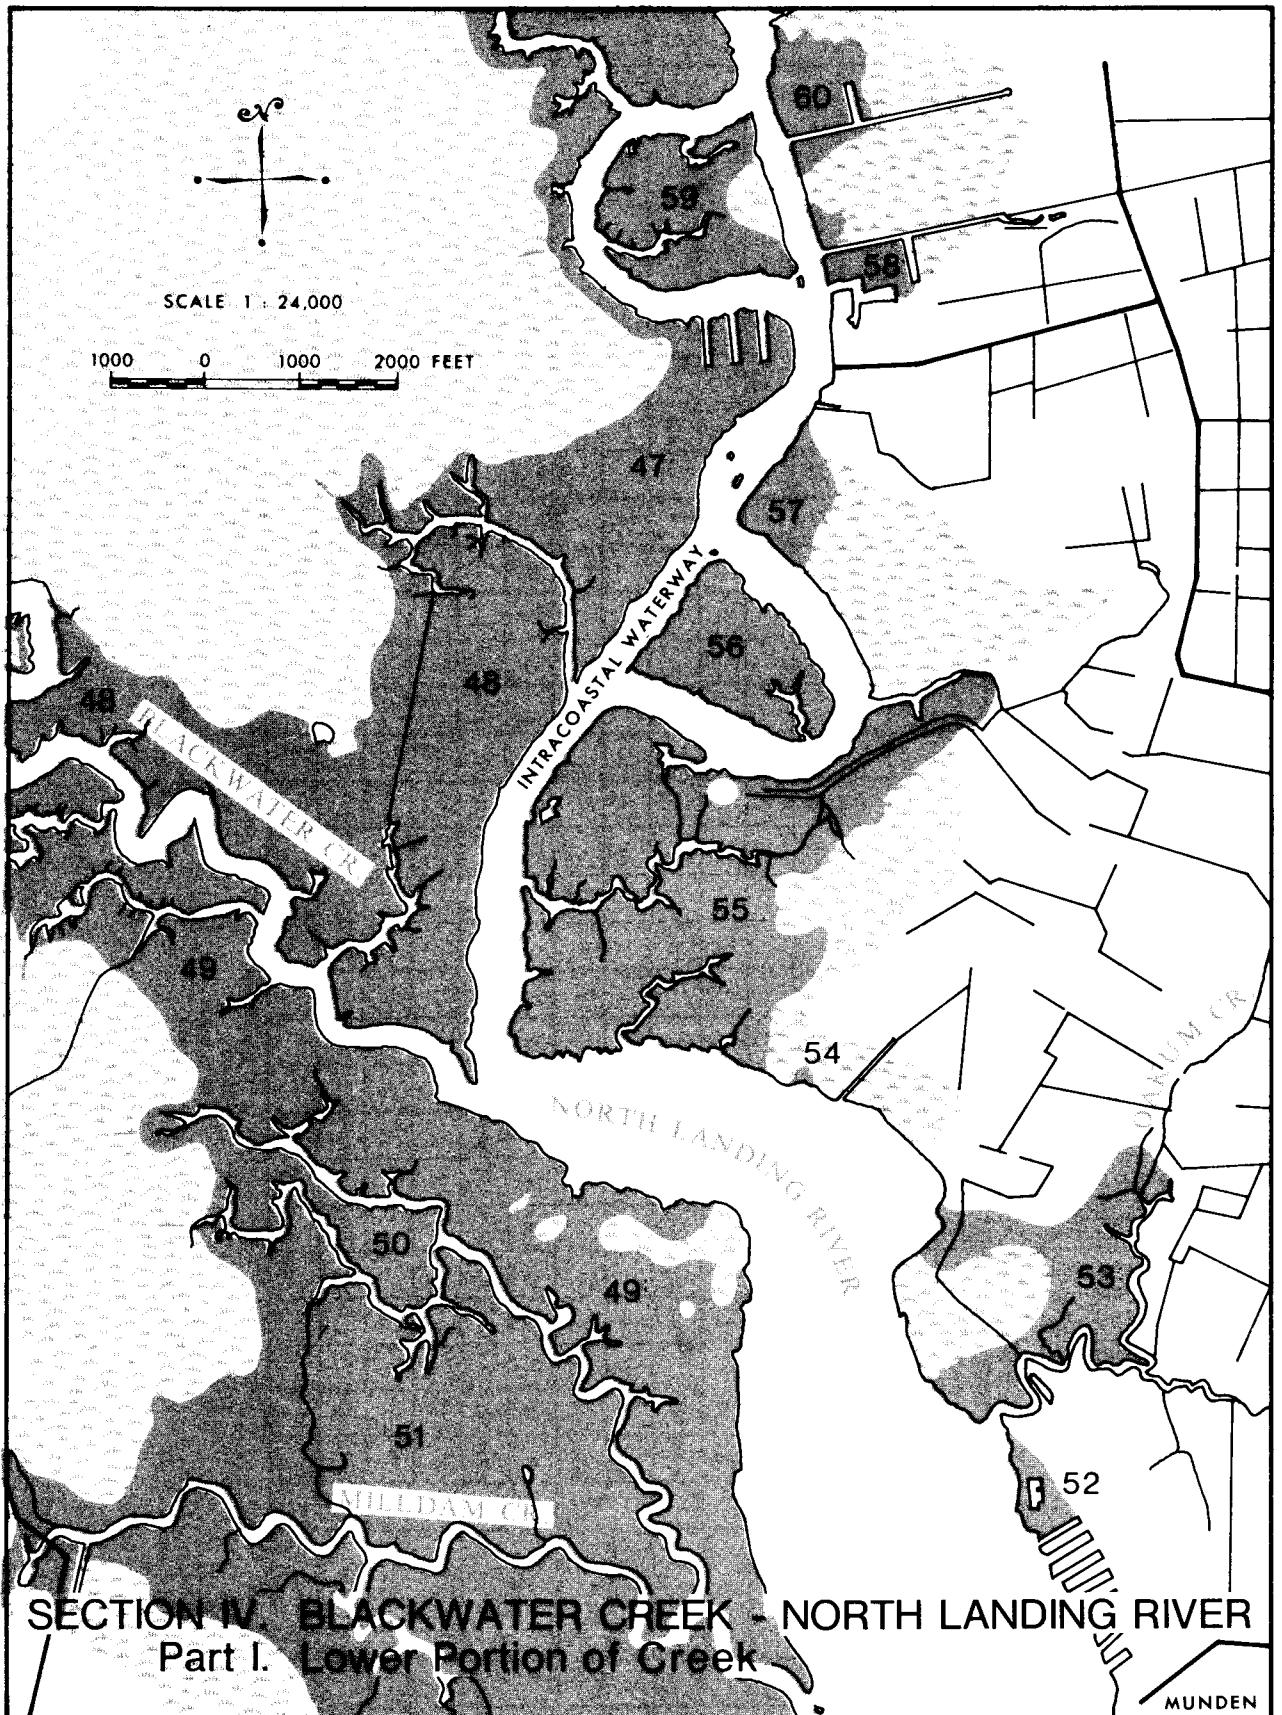 60
59
N
58
SCALE 1 : 24,000
1000 0 1000 2000 FEET
47
57
INTRACOASTAL WATERWAY
56
48
48
BLACKWATER CR.
55
49
54
OAKUM CR
NORTH LANDING RIVER
50
53
49
51
52
MILLDAM CR
SECTION IV. BLACKWATER CREEK - NORTH LANDING RIVER
Part I. Lower Portion of Creek
MUNDEN